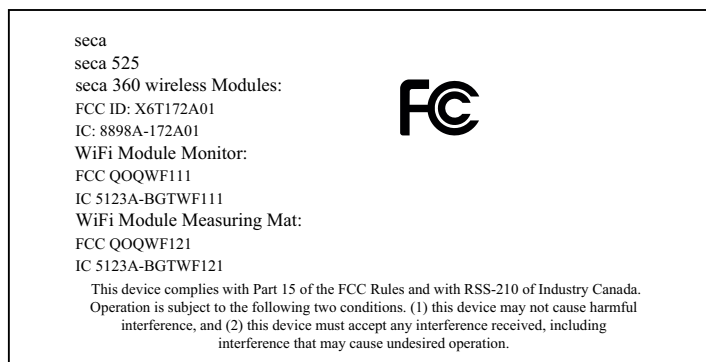 seca
seca 525
seca 360 wireless Modules:
FCC ID: X6T172A01
IC: 8898A-172A01
WiFi Module Monitor:
FCC QOQWF111
IC 5123A-BGTWF111
WiFi Module Measuring Mat:
FCC QOQWF121
IC 5123A-BGTWF121
FC
This device complies with Part 15 of the FCC Rules and with RSS-210 of Industry Canada.
Operation is subject to the following two conditions. (1) this device may not cause harmful
interference, and (2) this device must accept any interference received, including
interference that may cause undesired operation.